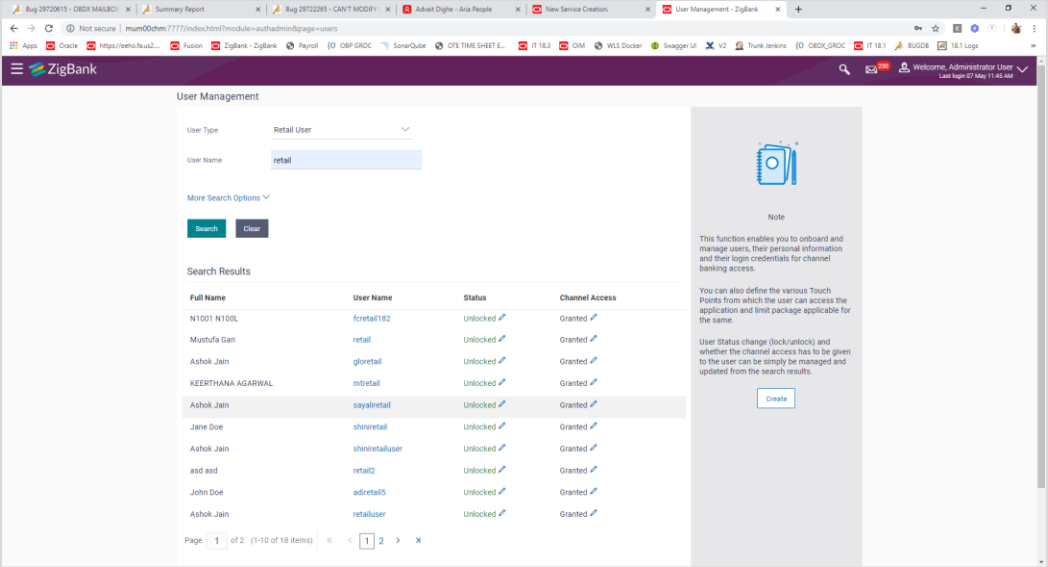 Bug 29720615 - OBDX MAILBOX
Summary Report
Bug 29722265 - CAN'T MODIFY
Advait Dighe - Aria People
New Service Creation.
User Management - ZigBank
Not secure | mum00chm:7777/index.html?module=authadmin&page=users
Apps Oracle https://eeho.fa.us2.... Fusion ZigBank - ZigBank Payroll OBP GROC SonarQube OTE TIME SHEET E... IT 18.3 OIM WLS Docker Swagger UI V2 Trunk Jenkins OBDX_GROC IT 18.1 BUGDB 18.1 Logs »
ZigBank
230
Welcome, Administrator User
Last login 07 May 11:45 AM
User Management
User Type Retail User
User Name retail
More Search Options
Search Clear
Search Results
Full Name User Name Status Channel Access
N1001 N100L fcretail182 Unlocked Granted
Mustufa Gari retail Unlocked Granted
Ashok Jain gloretail Unlocked Granted
KEERTHANA AGARWAL mtretail Unlocked Granted
Ashok Jain sayaliretail Unlocked Granted
Jane Doe shiniretail Unlocked Granted
Ashok Jain shiniretailuser Unlocked Granted
asd asd retail2 Unlocked Granted
John Doe adiretail5 Unlocked Granted
Ashok Jain retailuser Unlocked Granted
Page 1 of 2 (1-10 of 18 items) 1 2
Note
This function enables you to onboard and
manage users, their personal information
and their login credentials for channel
banking access.
You can also define the various Touch
Points from which the user can access the
application and limit package applicable for
the same.
User Status change (lock/unlock) and
whether the channel access has to be given
to the user can be simply be managed and
updated from the search results.
Create